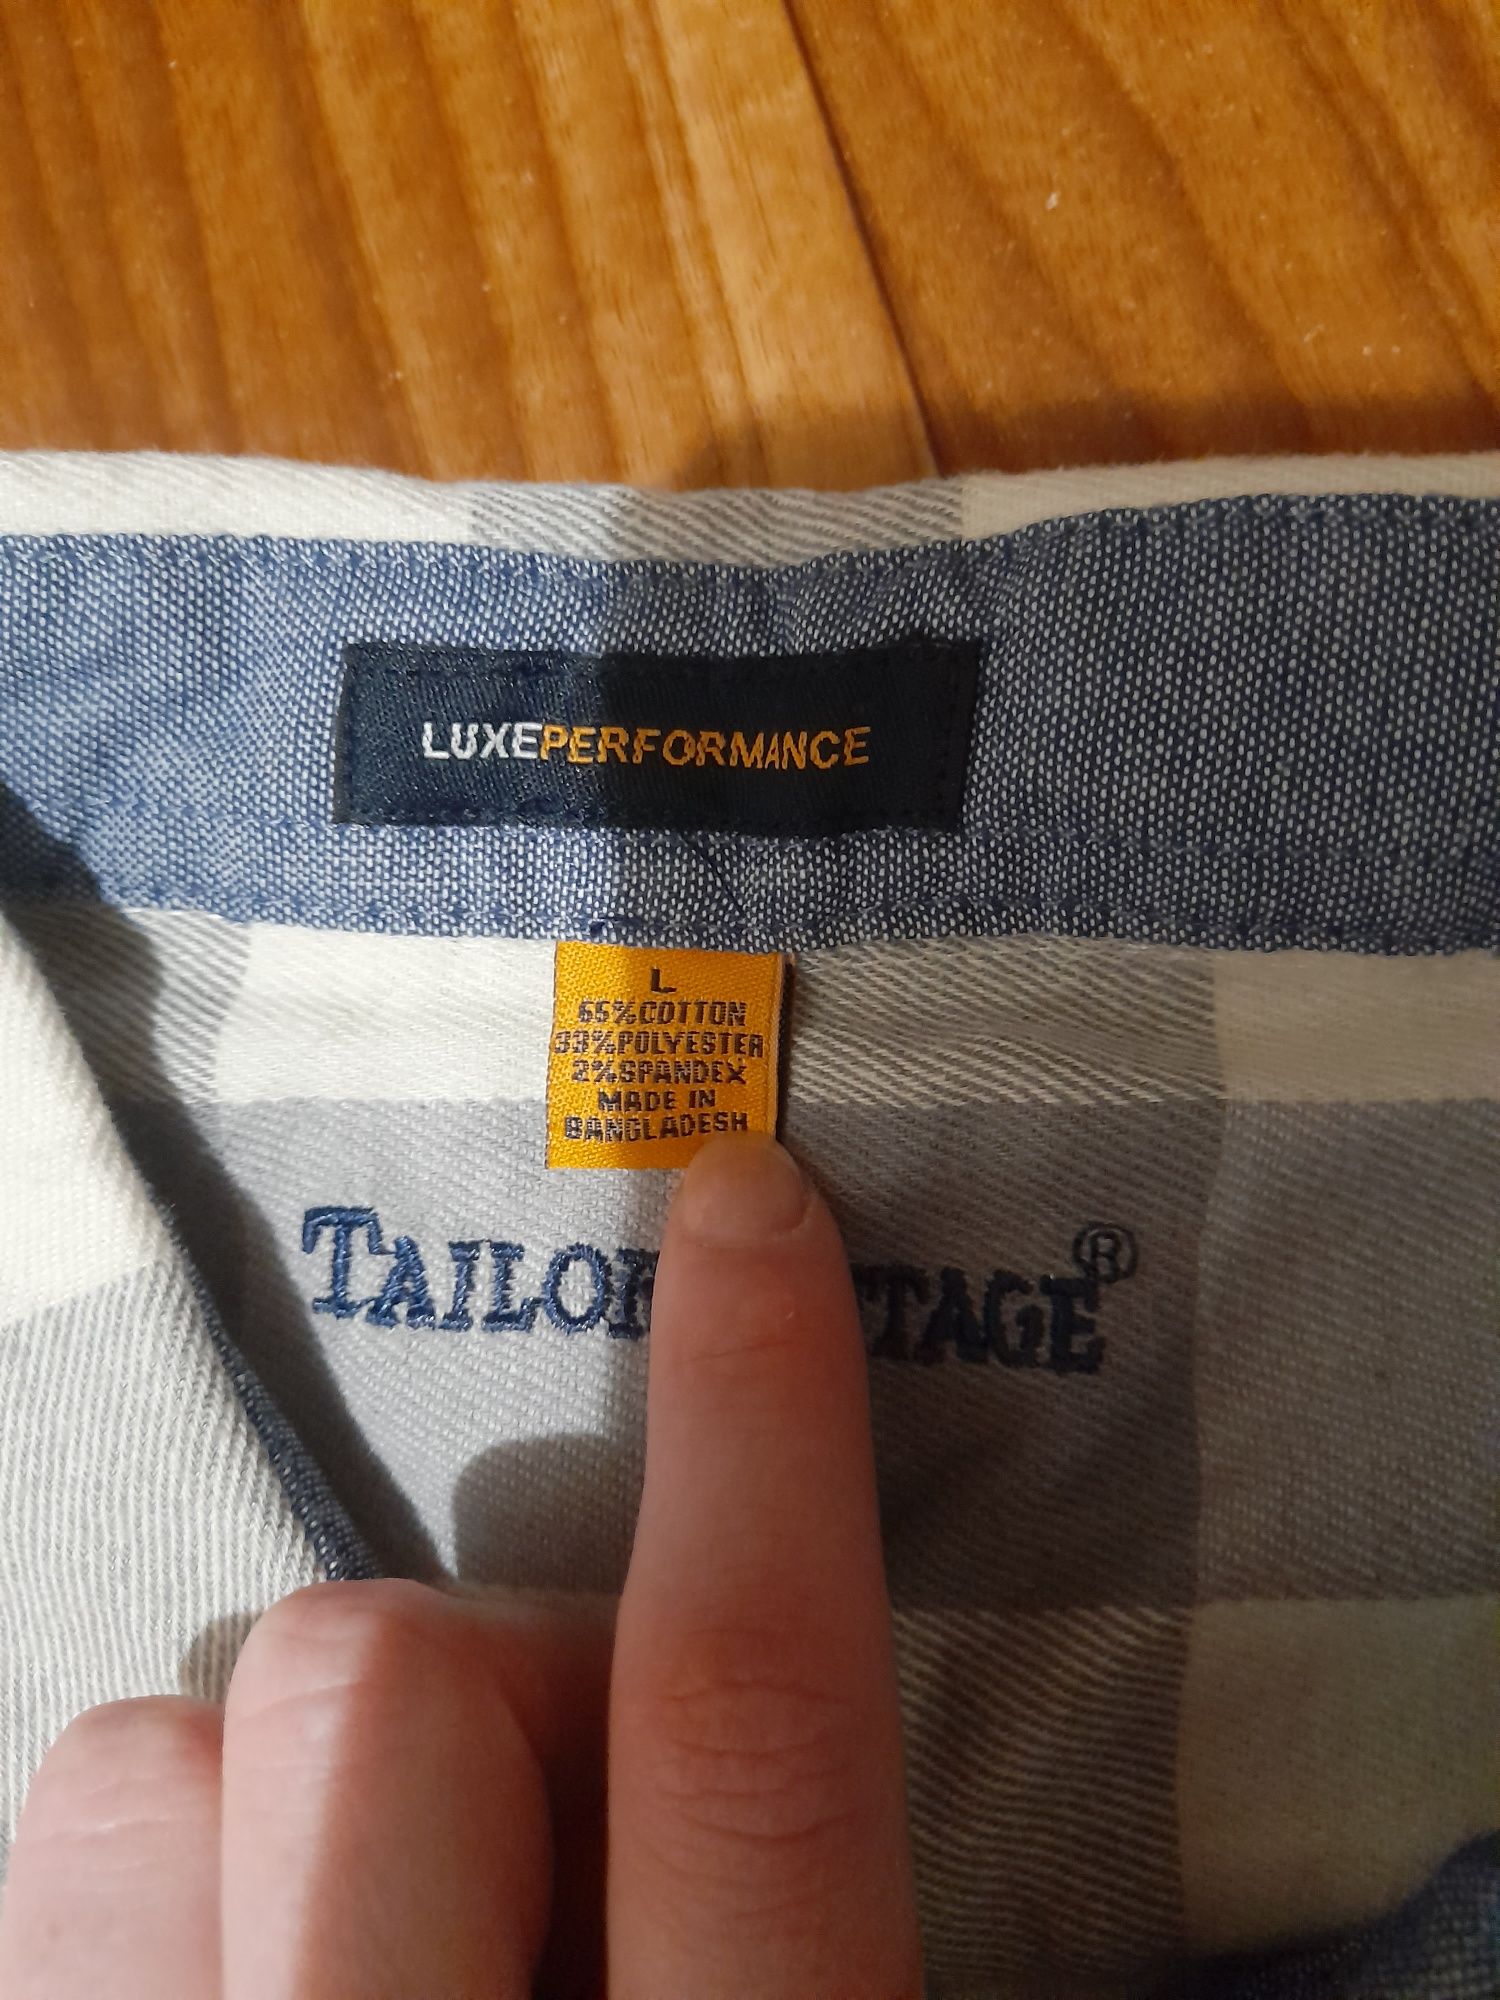 LUXEPERFORMANCE
L
65%COTTON
33%POLYESTER
2%SPANDEX
MADE IN
BANGLADESH